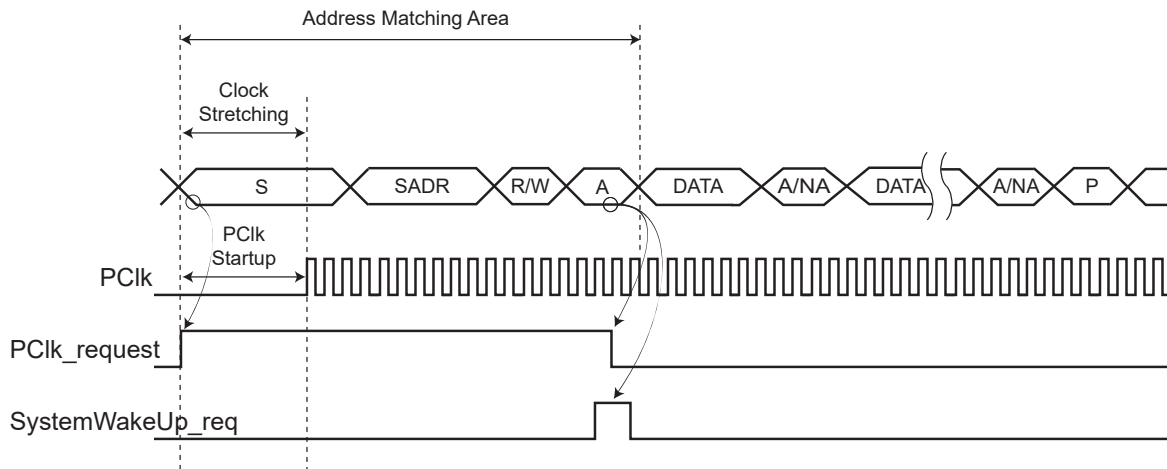 Address Matching Area
Clock
Stretching
S
SADR
R/W
A
DATA
A/NA
DATA
A/NA
P
PClk
Startup
PClk
PClk_request
SystemWakeUp_req